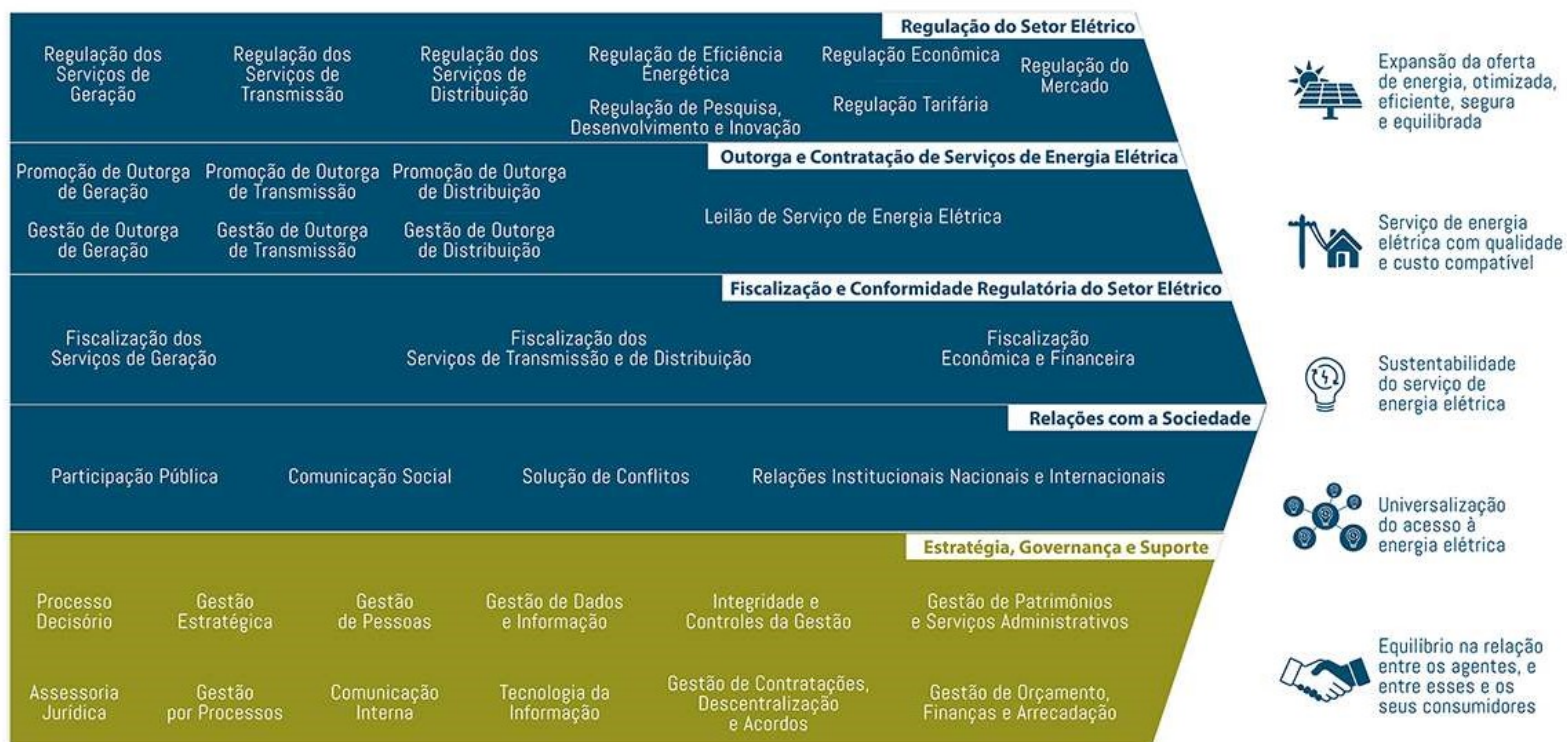 Regulação do Setor Elétrico
Regulação dos
Serviços de
Geração
Regulação dos
Serviços de
Transmissão
Regulação dos
Serviços de
Distribuição
Regulação de Eficiência
Energética
Regulação de Pesquisa,
Desenvolvimento e Inovação
Regulação Econômica
Regulação Tarifária
Regulação do
Mercado
Outorga e Contratação de Serviços de Energia Elétrica
Promoção de Outorga
de Geração
Promoção de Outorga
de Transmissão
Promoção de Outorga
de Distribuição
Gestão de Outorga
de Geração
Gestão de Outorga
de Transmissão
Gestão de Outorga
de Distribuição
Leilão de Serviço de Energia Elétrica
Fiscalização e Conformidade Regulatória do Setor Elétrico
Fiscalização dos
Serviços de Geração
Fiscalização dos
Serviços de Transmissão e de Distribuição
Fiscalização
Econômica e Financeira
Relações com a Sociedade
Participação Pública
Comunicação Social
Solução de Conflitos
Relações Institucionais Nacionais e Internacionais
Estratégia, Governança e Suporte
Processo
Decisório
Gestão
Estratégica
Gestão
de Pessoas
Gestão de Dados
e Informação
Integridade e
Controles da Gestão
Gestão de Patrimônios
e Serviços Administrativos
Assessoria
Jurídica
Gestão
por Processos
Comunicação
Interna
Tecnologia da
Informação
Gestão de Contratações,
Descentralização
e Acordos
Gestão de Orçamento,
Finanças e Arrecadação
Expansão da oferta
de energia, otimizada,
eficiente, segura
e equilibrada
Serviço de energia
elétrica com qualidade
e custo compatível
Sustentabilidade
do serviço de
energia elétrica
Universalização
do acesso à
energia elétrica
Equilíbrio na relação
entre os agentes, e
entre esses e os
seus consumidores